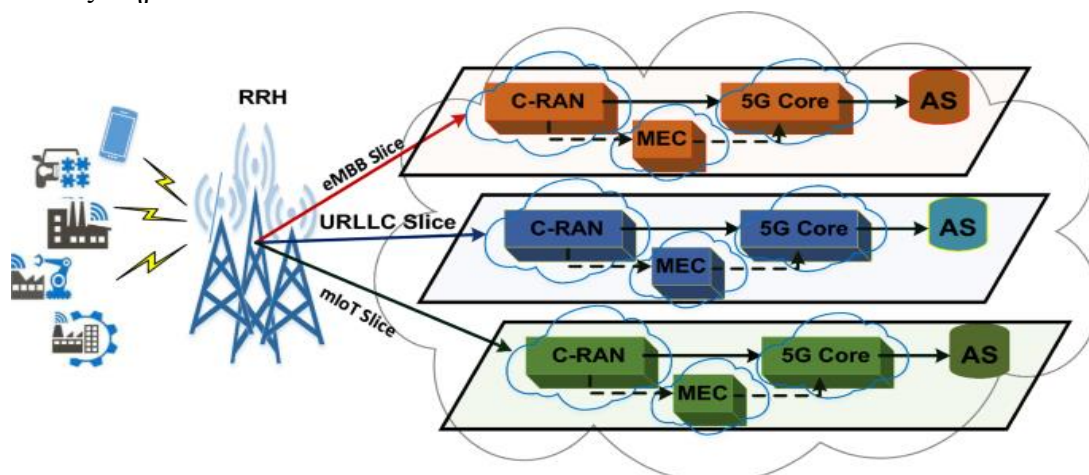 RRH
eMBB Slice
URLLC Slice
mIoT Slice
C-RAN
5G Core
AS
MEC
C-RAN
5G Core
AS
MEC
C-RAN
5G Core
AS
MEC